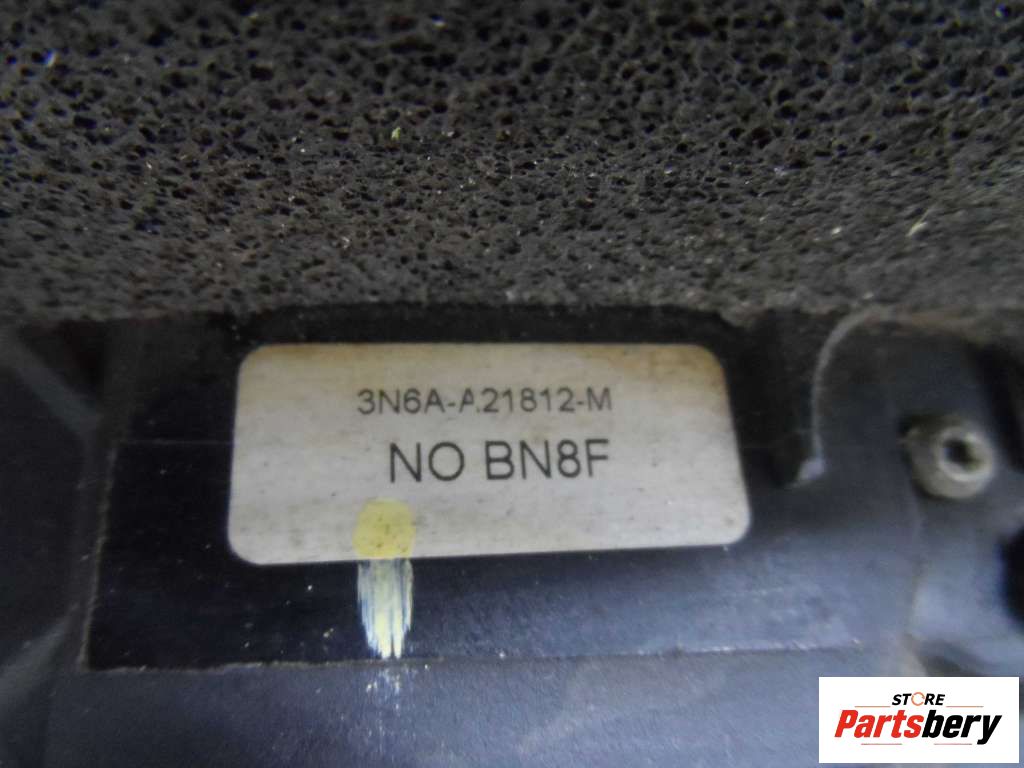 3N6A-A21812-M
NO BN8F
STORE
Partsbery